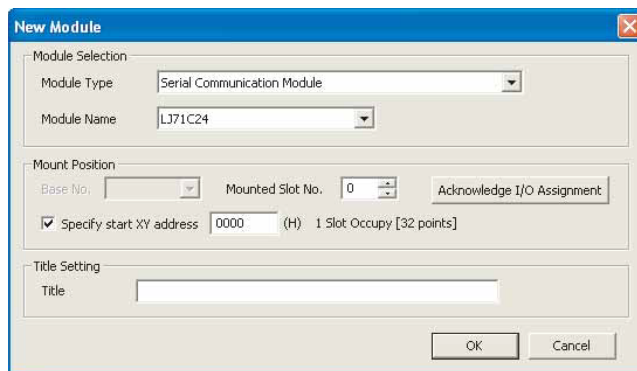 New Module
Module Selection
Module Type Serial Communication Module
Module Name LJ71C24
Mount Position
Base No. Mounted Slot No. 0 Acknowledge I/O Assignment
Specify start XY address 0000 (H) 1 Slot Occupy [32 points]
Title Setting
Title
OK Cancel